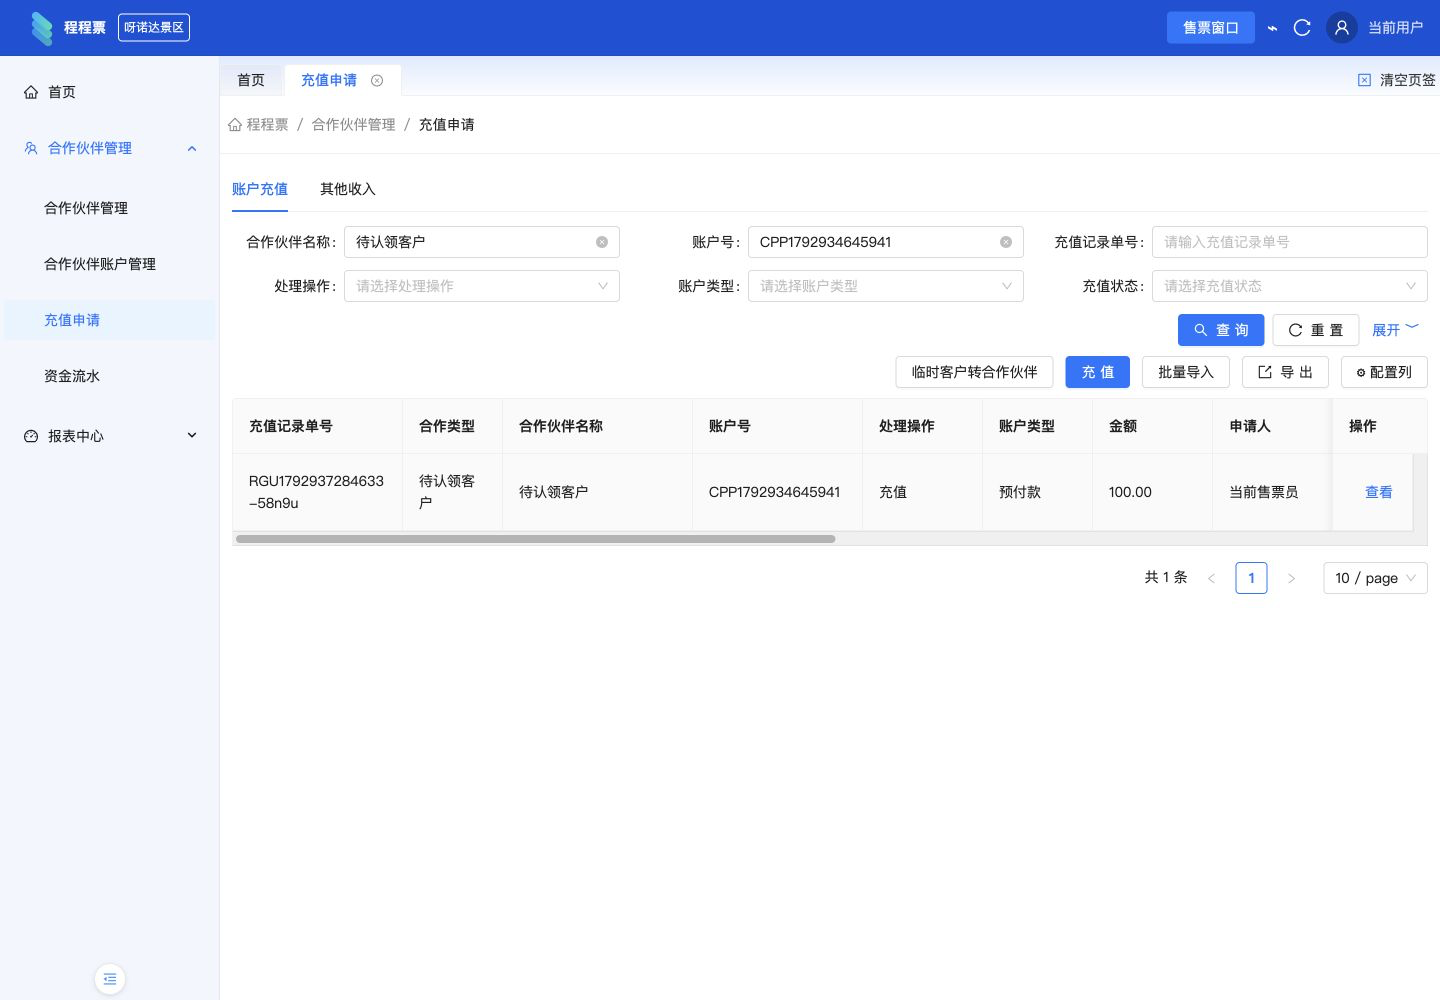 程程票 呀诺达景区 售票窗口 当前用户
首页
合作伙伴管理
合作伙伴管理
合作伙伴账户管理
充值申请
资金流水
报表中心
首页 充值申请 清空页签
程程票 / 合作伙伴管理 / 充值申请
账户充值 其他收入
合作伙伴名称: 待认领客户 账户号: CPP1792934645941 充值记录单号: 请输入充值记录单号
处理操作: 请选择处理操作 账户类型: 请选择账户类型 充值状态: 请选择充值状态
查 询 重 置 展开
临时客户转合作伙伴 充 值 批量导入 导 出 配置列
充值记录单号 合作类型 合作伙伴名称 账户号 处理操作 账户类型 金额 申请人 操作
RGU1792937284633-58n9u 待认领客户 待认领客户 CPP1792934645941 充值 预付款 100.00 当前售票员 查看
共 1 条 < 1 > 10 / page